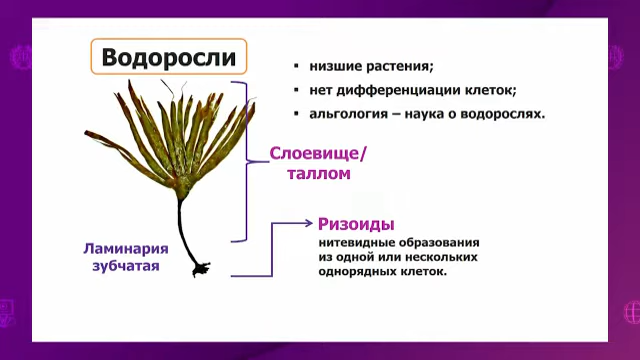 Водоросли
▪ низшие растения;
▪ нет дифференциации клеток;
▪ альгология – наука о водорослях.
Слоевище/
таллом
Ризоиды
нитевидные образования
из одной или нескольких
однорядных клеток.
Ламинария
зубчатая